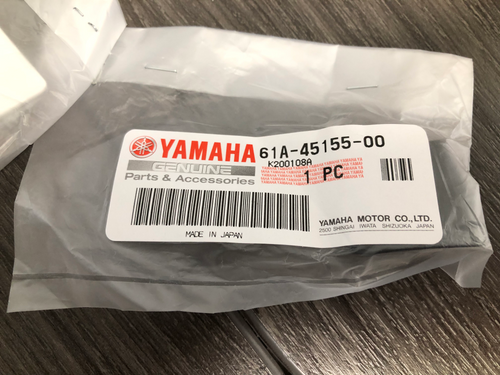 YAMAHA 61A-45155-00
GENUINE K200108A
Parts & Accessories 1 PC
YAMAHA MOTOR CO.,LTD.
2500 SHINGAI IWATA SHIZUOKA JAPAN
MADE IN JAPAN